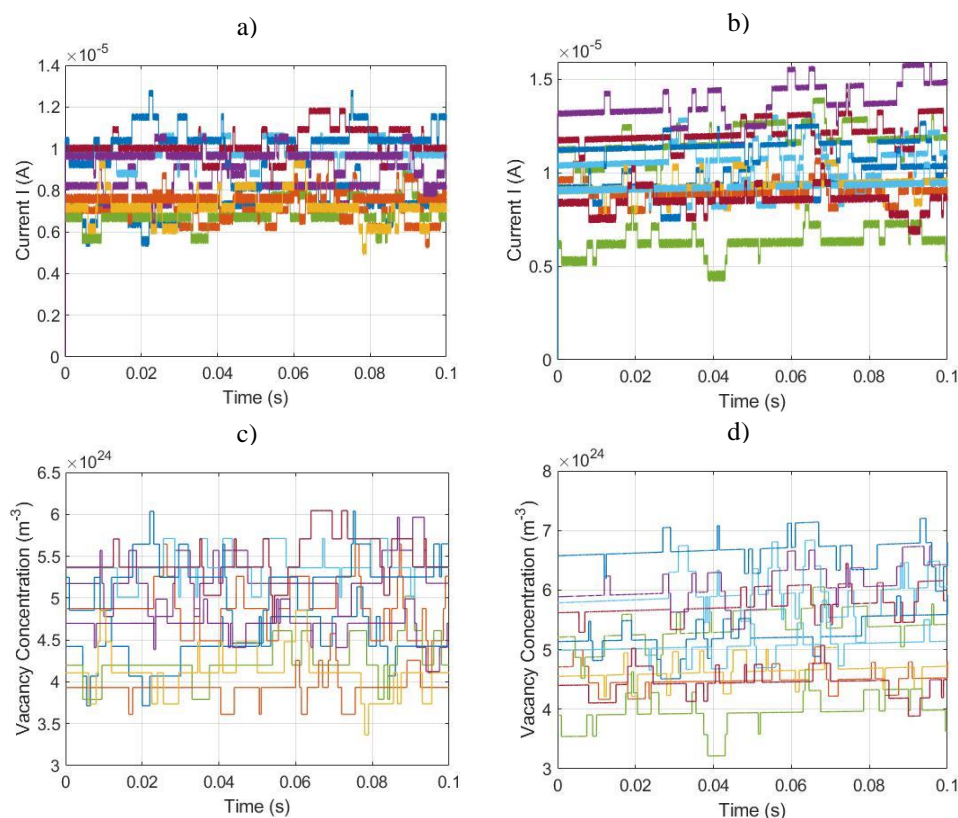 a)
b)
×10⁻⁵
1.4
1.2
1
0.8
0.6
0.4
0.2
0
Current I (A)
0 0.02 0.04 0.06 0.08 0.1
Time (s)
×10⁻⁵
1.5
1
0.5
0
Current I (A)
0 0.02 0.04 0.06 0.08 0.1
Time (s)
c)
d)
×10²⁴
6.5
6
5.5
5
4.5
4
3.5
3
Vacancy Concentration (m⁻³)
0 0.02 0.04 0.06 0.08 0.1
Time (s)
×10²⁴
8
7
6
5
4
3
Vacancy Concentration (m⁻³)
0 0.02 0.04 0.06 0.08 0.1
Time (s)